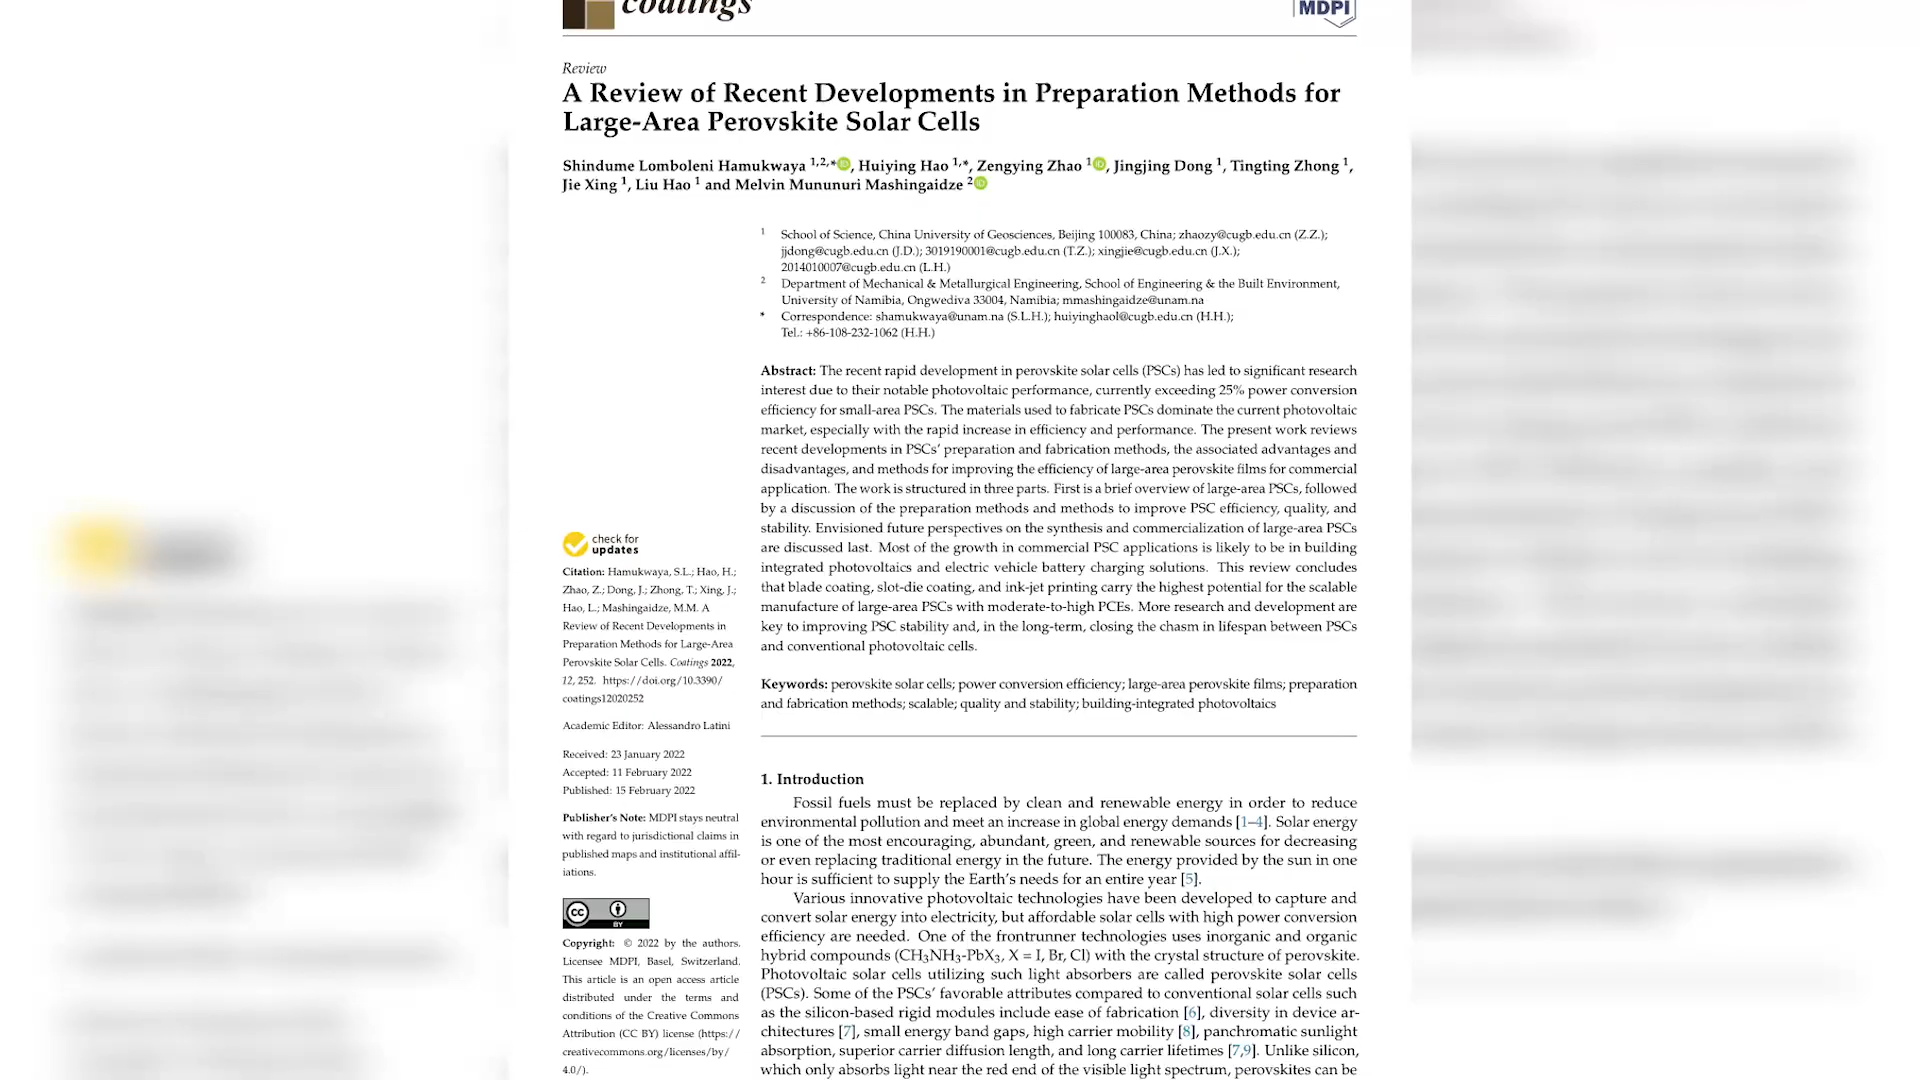 coatings
MDPI
Review
A Review of Recent Developments in Preparation Methods for
Large-Area Perovskite Solar Cells
Shindume Lomboleni Hamukwaya 1,2,* , Huiying Hao 1,*, Zengying Zhao 1 , Jingjing Dong 1, Tingting Zhong 1,
Jie Xing 1, Liu Hao 1 and Melvin Mununuri Mashingaidze 2
1 School of Science, China University of Geosciences, Beijing 100083, China; zhaozy@cugb.edu.cn (Z.Z.);
jjdong@cugb.edu.cn (J.D.); 3019190001@cugb.edu.cn (T.Z.); xingjie@cugb.edu.cn (J.X.);
2014010007@cugb.edu.cn (L.H.)
2 Department of Mechanical & Metallurgical Engineering, School of Engineering & the Built Environment,
University of Namibia, Ongwediva 33004, Namibia; mmashingaidze@unam.na
* Correspondence: shamukwaya@unam.na (S.L.H.); huiyinghaol@cugb.edu.cn (H.H.);
Tel.: +86-108-232-1062 (H.H.)
Abstract: The recent rapid development in perovskite solar cells (PSCs) has led to significant research
interest due to their notable photovoltaic performance, currently exceeding 25% power conversion
efficiency for small-area PSCs. The materials used to fabricate PSCs dominate the current photovoltaic
market, especially with the rapid increase in efficiency and performance. The present work reviews
recent developments in PSCs' preparation and fabrication methods, the associated advantages and
disadvantages, and methods for improving the efficiency of large-area perovskite films for commercial
application. The work is structured in three parts. First is a brief overview of large-area PSCs, followed
by a discussion of the preparation methods and methods to improve PSC efficiency, quality, and
stability. Envisioned future perspectives on the synthesis and commercialization of large-area PSCs
are discussed last. Most of the growth in commercial PSC applications is likely to be in building
integrated photovoltaics and electric vehicle battery charging solutions. This review concludes
that blade coating, slot-die coating, and ink-jet printing carry the highest potential for the scalable
manufacture of large-area PSCs with moderate-to-high PCEs. More research and development are
key to improving PSC stability and, in the long-term, closing the chasm in lifespan between PSCs
and conventional photovoltaic cells.
Keywords: perovskite solar cells; power conversion efficiency; large-area perovskite films; preparation
and fabrication methods; scalable; quality and stability; building-integrated photovoltaics
check for
updates
Citation: Hamukwaya, S.L.; Hao, H.;
Zhao, Z.; Dong, J.; Zhong, T.; Xing, J.;
Hao, L.; Mashingaidze, M.M. A
Review of Recent Developments in
Preparation Methods for Large-Area
Perovskite Solar Cells. Coatings 2022,
12, 252. https://doi.org/10.3390/
coatings12020252
Academic Editor: Alessandro Latini
Received: 23 January 2022
Accepted: 11 February 2022
Published: 15 February 2022
Publisher's Note: MDPI stays neutral
with regard to jurisdictional claims in
published maps and institutional affil-
iations.
cc
BY
Copyright: © 2022 by the authors.
Licensee MDPI, Basel, Switzerland.
This article is an open access article
distributed under the terms and
conditions of the Creative Commons
Attribution (CC BY) license (https://
creativecommons.org/licenses/by/
4.0/).
1. Introduction
Fossil fuels must be replaced by clean and renewable energy in order to reduce
environmental pollution and meet an increase in global energy demands [1–4]. Solar energy
is one of the most encouraging, abundant, green, and renewable sources for decreasing
or even replacing traditional energy in the future. The energy provided by the sun in one
hour is sufficient to supply the Earth's needs for an entire year [5].
Various innovative photovoltaic technologies have been developed to capture and
convert solar energy into electricity, but affordable solar cells with high power conversion
efficiency are needed. One of the frontrunner technologies uses inorganic and organic
hybrid compounds (CH3NH3-PbX3, X = I, Br, Cl) with the crystal structure of perovskite.
Photovoltaic solar cells utilizing such light absorbers are called perovskite solar cells
(PSCs). Some of the PSCs' favorable attributes compared to conventional solar cells such
as the silicon-based rigid modules include ease of fabrication [6], diversity in device ar-
chitectures [7], small energy band gaps, high carrier mobility [8], panchromatic sunlight
absorption, superior carrier diffusion length, and long carrier lifetimes [7,9]. Unlike silicon,
which only absorbs light near the red end of the visible light spectrum, perovskites can be